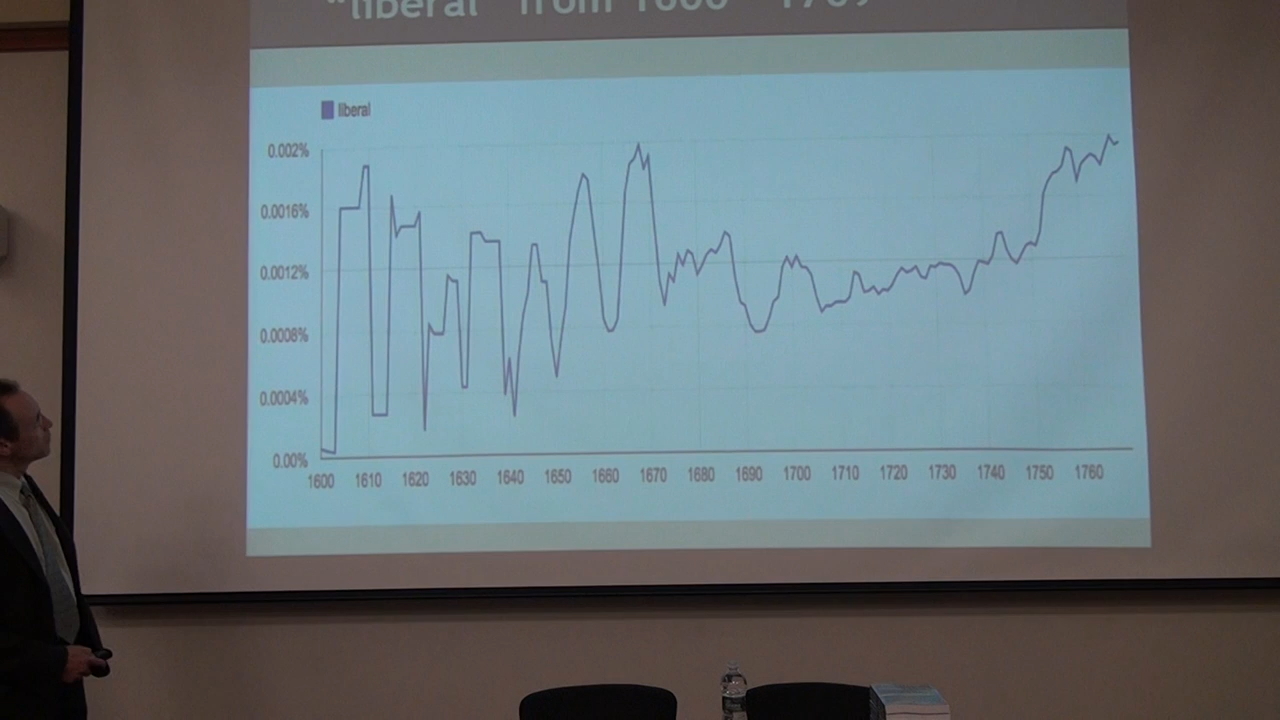 "liberal" from 1600 - 1769
liberal
0.002%
0.0016%
0.0012%
0.0008%
0.0004%
0.00%
1600 1610 1620 1630 1640 1650 1660 1670 1680 1690 1700 1710 1720 1730 1740 1750 1760